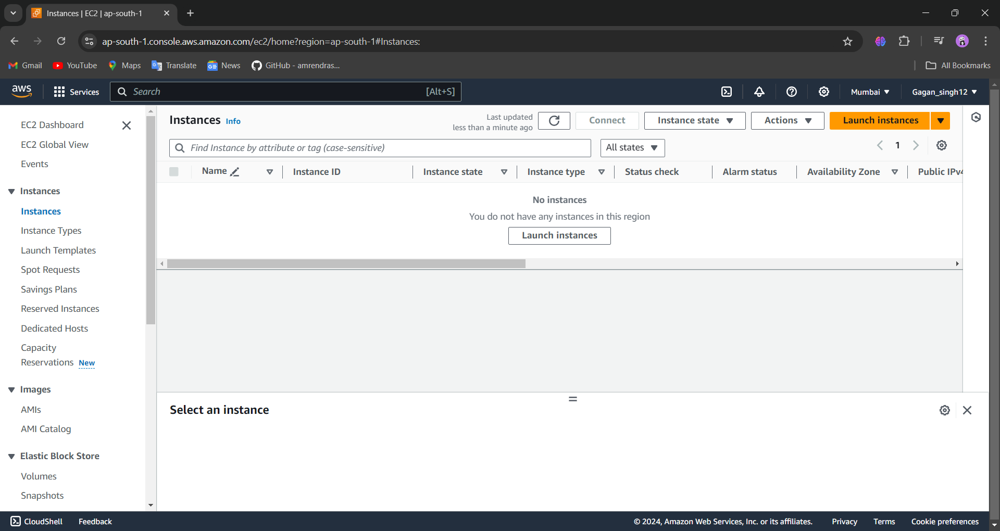 Instances | EC2 | ap-south-1
ap-south-1.console.aws.amazon.com/ec2/home?region=ap-south-1#Instances:
Gmail YouTube Maps Translate News GitHub - amrendras... All Bookmarks
aws Services Search [Alt+S] Mumbai Gagan_singh12
EC2 Dashboard
EC2 Global View
Events
Instances
Instances
Instance Types
Launch Templates
Spot Requests
Savings Plans
Reserved Instances
Dedicated Hosts
Capacity
Reservations New
Images
AMIs
AMI Catalog
Elastic Block Store
Volumes
Snapshots
Instances Info
Last updated
less than a minute ago
Connect Instance state Actions Launch instances
Find Instance by attribute or tag (case-sensitive) All states 1
Name Instance ID Instance state Instance type Status check Alarm status Availability Zone Public IPv4
No instances
You do not have any instances in this region
Launch instances
Select an instance
CloudShell Feedback © 2024, Amazon Web Services, Inc. or its affiliates. Privacy Terms Cookie preferences